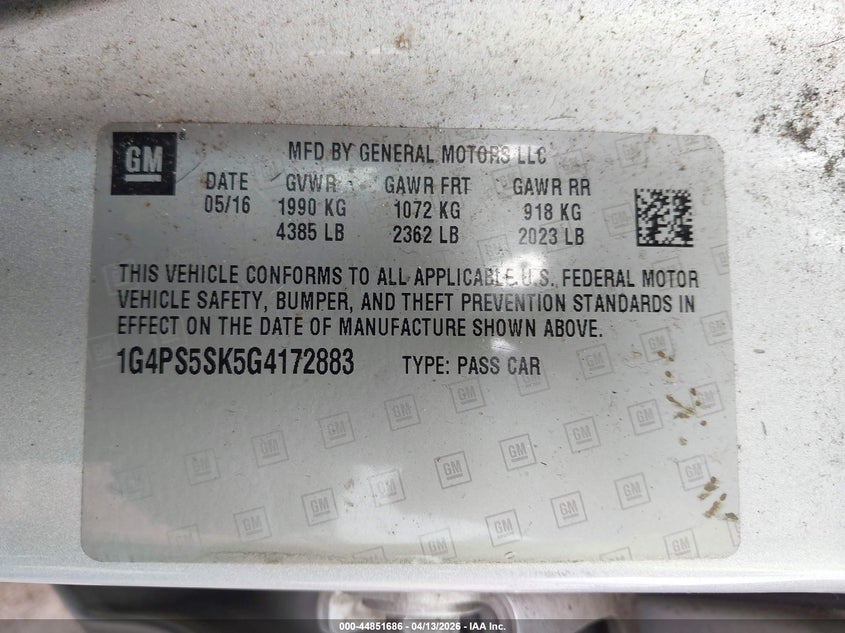 GM
MFD BY GENERAL MOTORS LLC
DATE GVWR GAWR FRT GAWR RR
05/16 1990 KG 1072 KG 918 KG
4385 LB 2362 LB 2023 LB
THIS VEHICLE CONFORMS TO ALL APPLICABLE U.S. FEDERAL MOTOR
VEHICLE SAFETY, BUMPER, AND THEFT PREVENTION STANDARDS IN
EFFECT ON THE DATE OF MANUFACTURE SHOWN ABOVE.
1G4PS5SK5G4172883 TYPE: PASS CAR
000-44851686 - 04/13/2026 - IAA Inc.